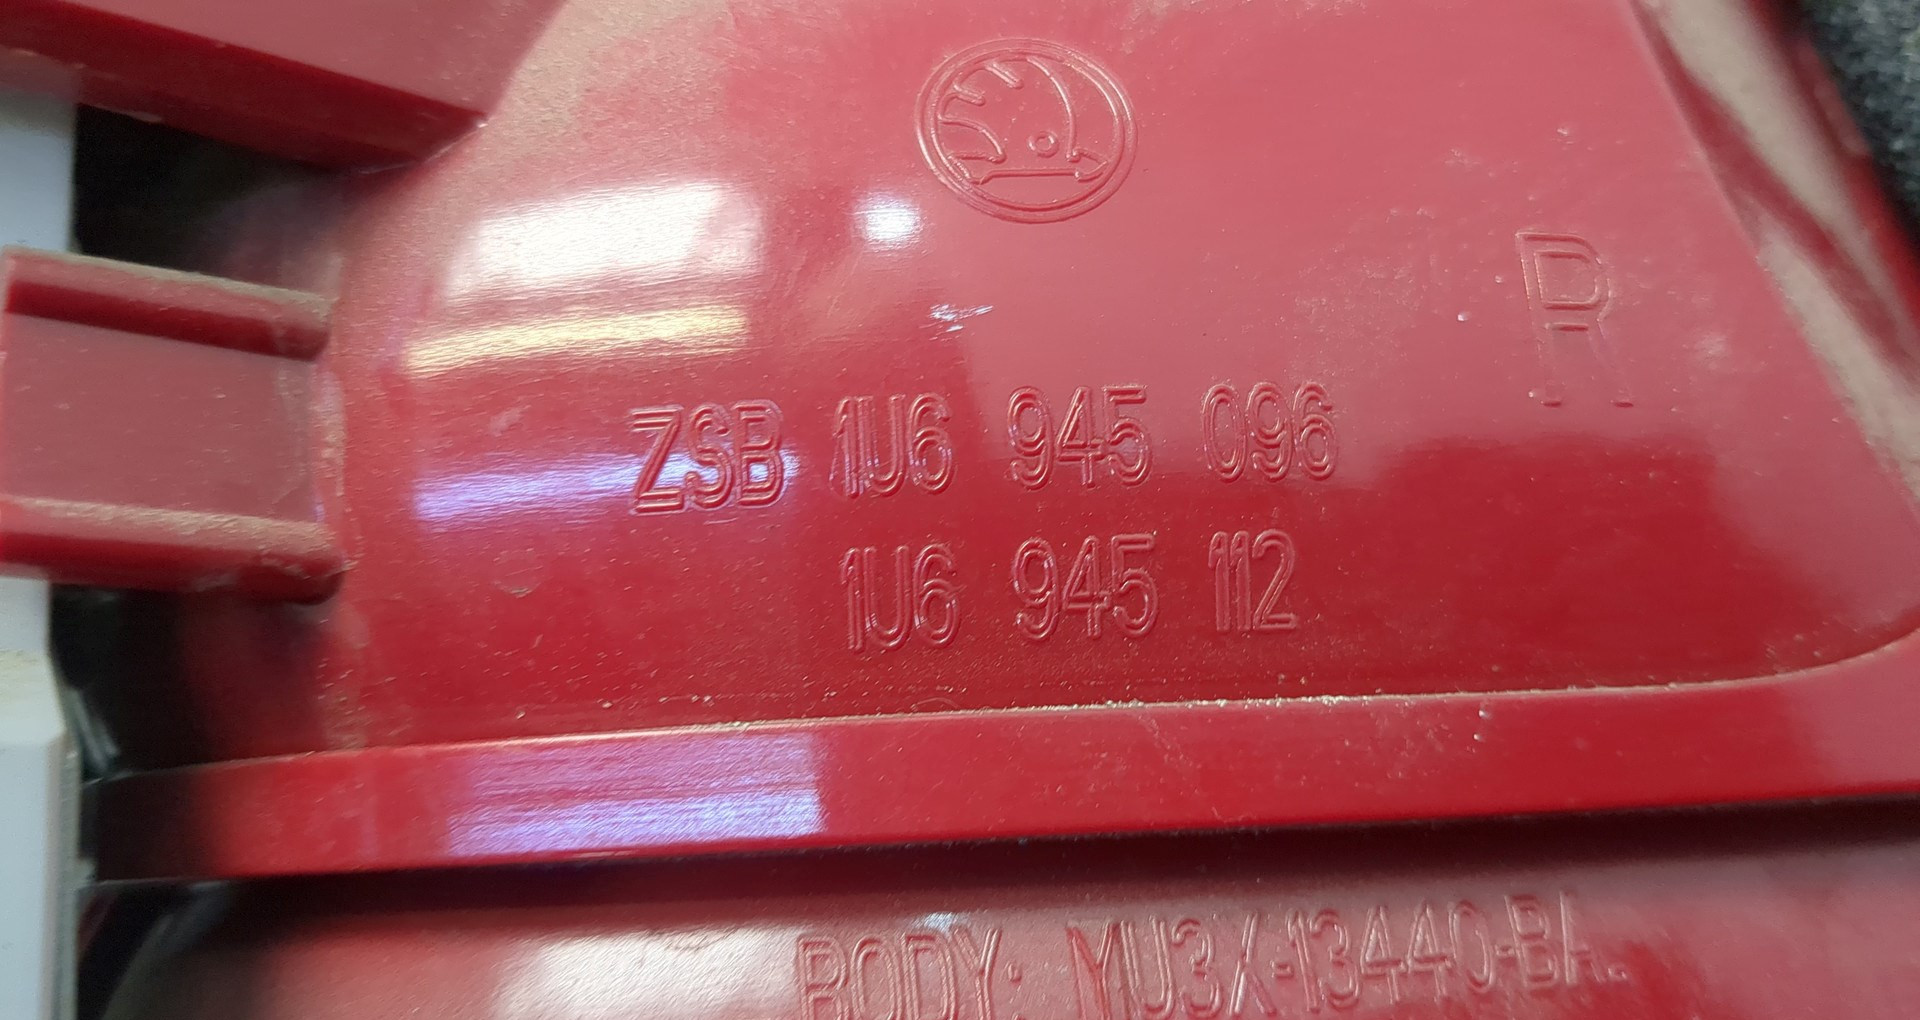 R
ZSB 1U6 945 096
1U6 945 112
BODY: YU3X-13440-BA